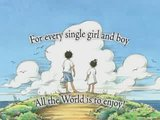 For every single girl and boy
All the World is to enjoy!